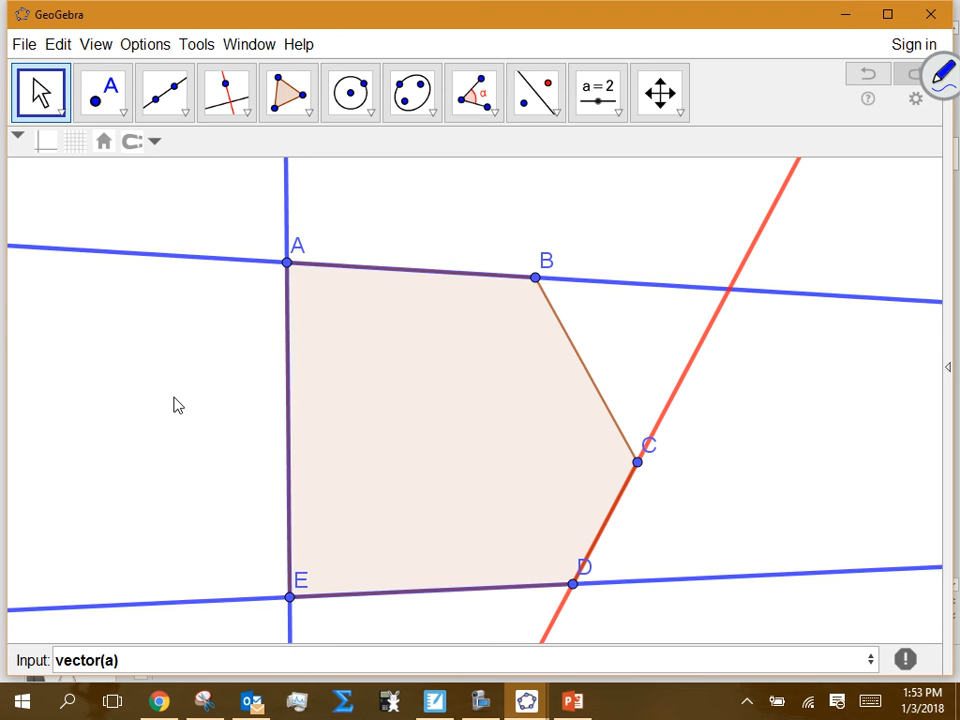 GeoGebra
File Edit View Options Tools Window Help Sign in
A α a = 2
A
B
C
D
E
Input: vector(a)
1:53 PM
1/3/2018